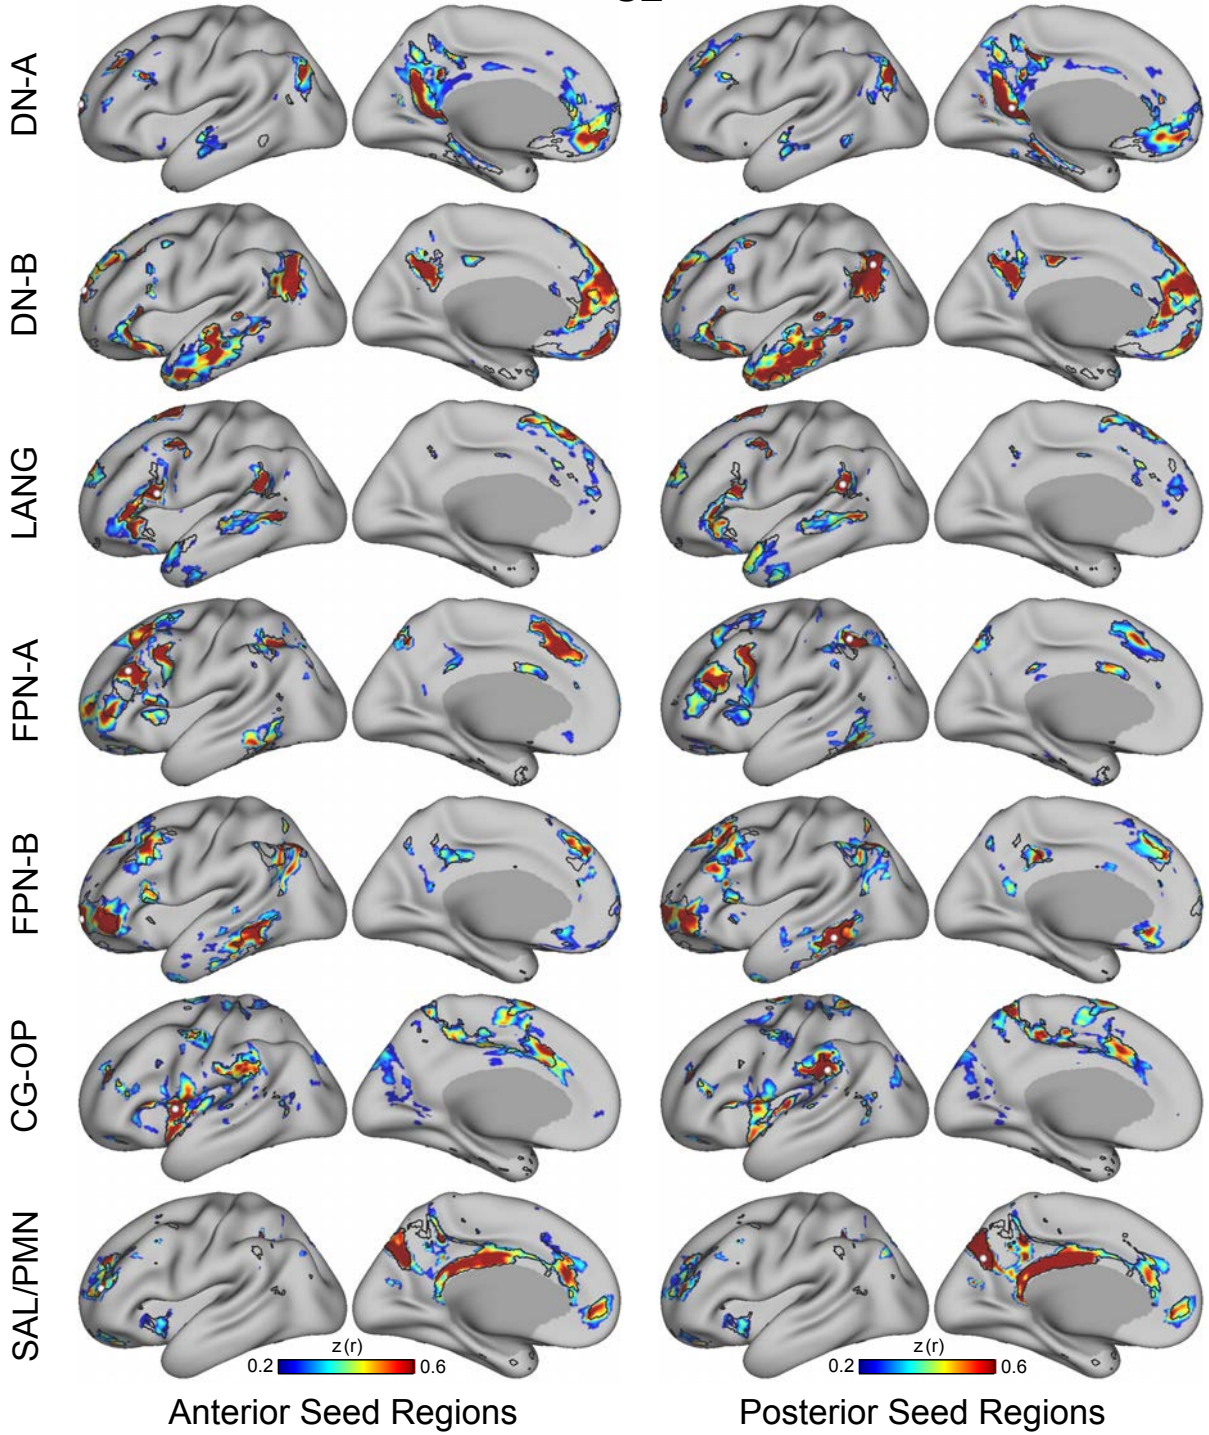 DN-A
DN-B
LANG
FPN-A
FPN-B
CG-OP
SAL/PMN
z(r)
0.2 0.6
z(r)
0.2 0.6
Anterior Seed Regions
Posterior Seed Regions